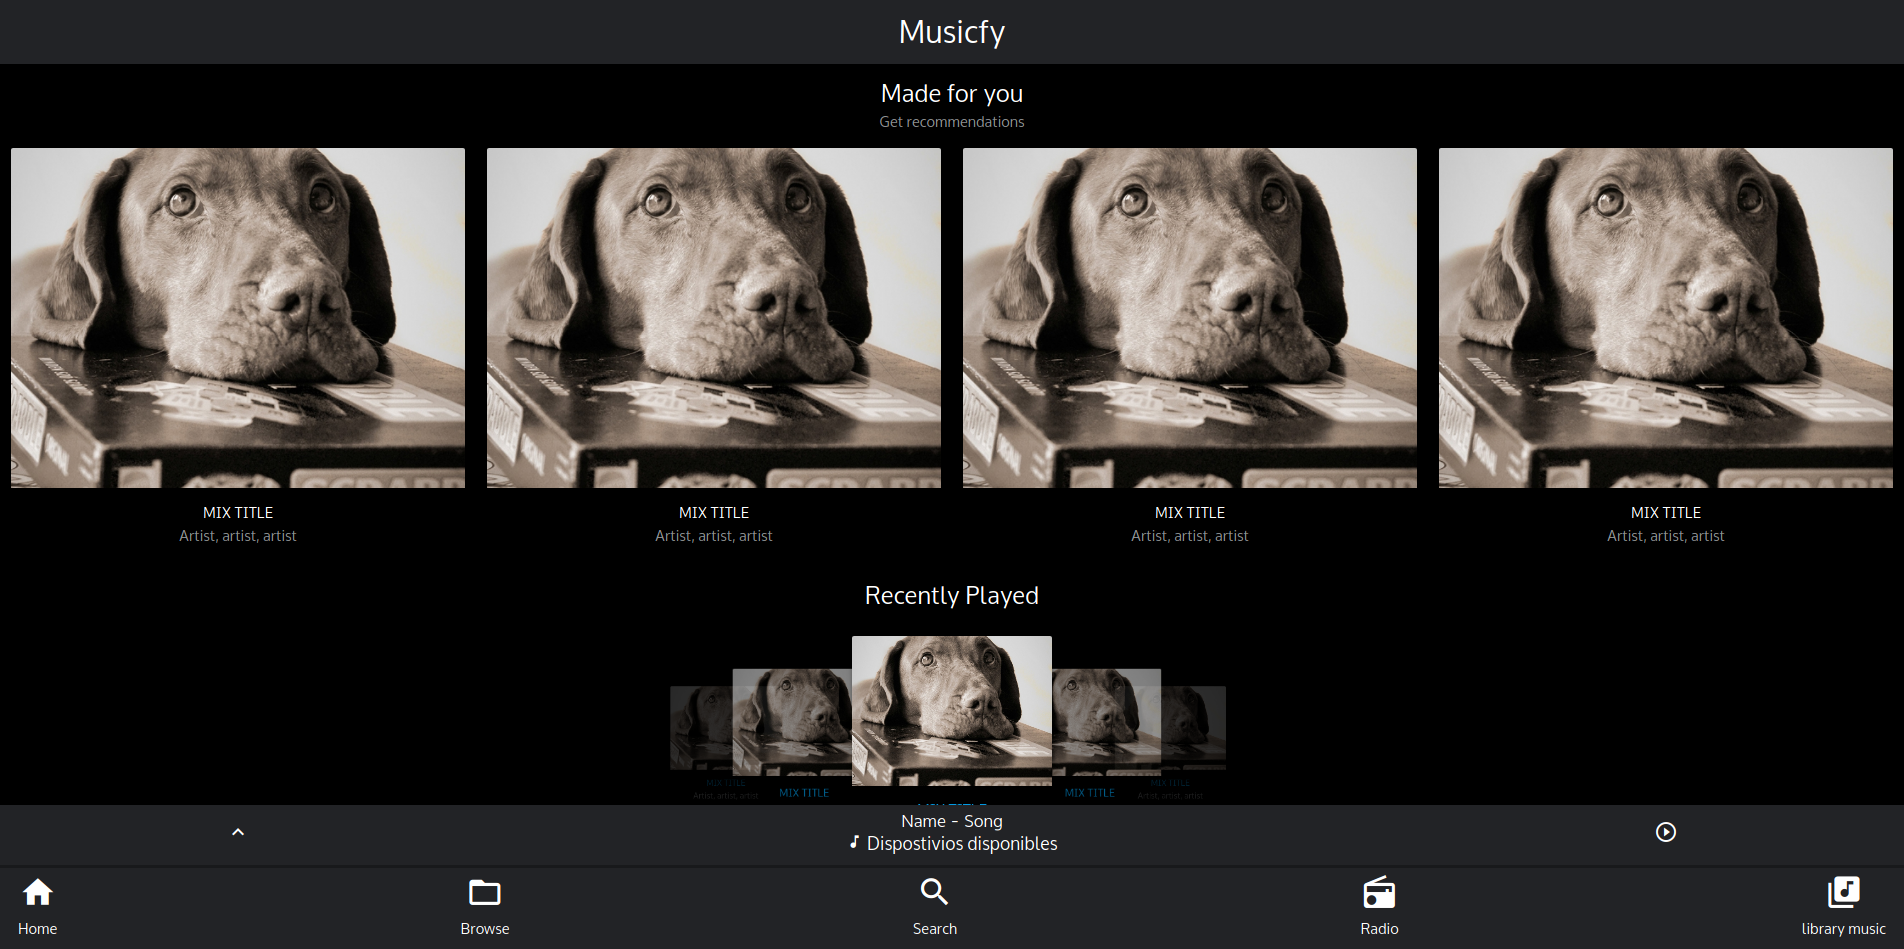 Musicfy
Made for you
Get recommendations
MIX TITLE
Artist, artist, artist
MIX TITLE
Artist, artist, artist
MIX TITLE
Artist, artist, artist
MIX TITLE
Artist, artist, artist
Recently Played
MIX TITLE
Artist, artist, artist
MIX TITLE
MIX TITLE
MIX TITLE
MIX TITLE
Artist, artist, artist
Name - Song
Dispostivios disponibles
Home
Browse
Search
Radio
library music